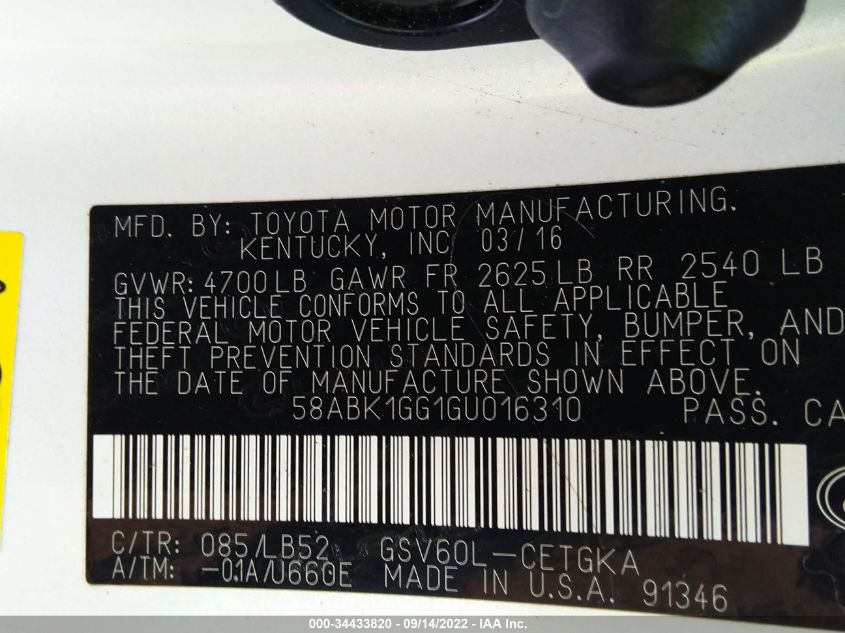 MFD. BY: TOYOTA MOTOR MANUFACTURING.
KENTUCKY, INC 03/16
GVWR: 4700LB GAWR FR 2625LB RR 2540 LB
THIS VEHICLE CONFORMS TO ALL APPLICABLE
FEDERAL MOTOR VEHICLE SAFETY, BUMPER, AND
THEFT PREVENTION STANDARDS IN EFFECT ON
THE DATE OF MANUFACTURE SHOWN ABOVE.
58ABK1GG1GU016310 PASS. CA
C/TR: 085/LB52 GSV60L-CETGKA
A/TM: -01A/U660E MADE IN U.S.A. 91346
000-34433820 - 09/14/2022 - IAA Inc.